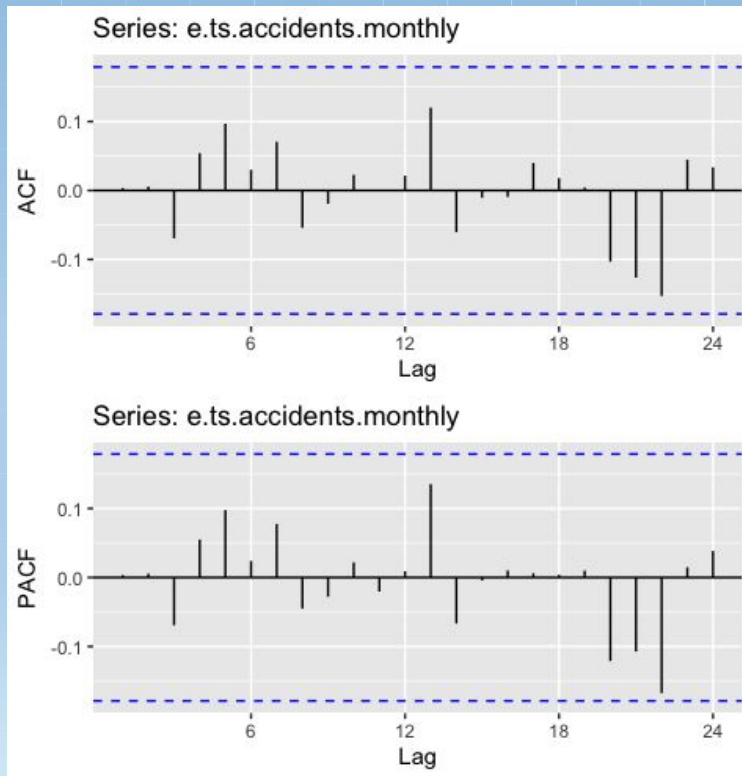 Series: e.ts.accidents.monthly
0.1
0.0
-0.1
ACF
6 12 18 24
Lag
Series: e.ts.accidents.monthly
0.1
0.0
-0.1
PACF
6 12 18 24
Lag